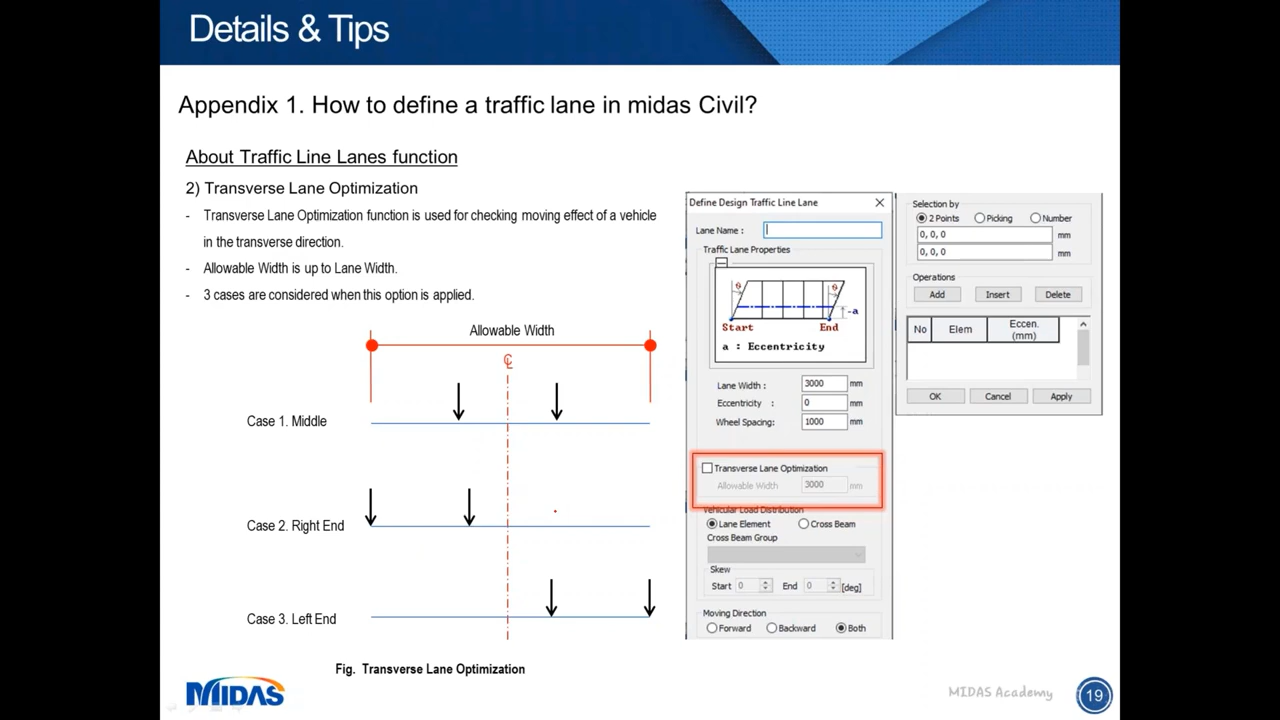 Details & Tips
Appendix 1. How to define a traffic lane in midas Civil?
About Traffic Line Lanes function
2) Transverse Lane Optimization
- Transverse Lane Optimization function is used for checking moving effect of a vehicle
in the transverse direction.
- Allowable Width is up to Lane Width.
- 3 cases are considered when this option is applied.
Allowable Width
℄
Case 1. Middle
Case 2. Right End
Case 3. Left End
Fig. Transverse Lane Optimization
Define Design Traffic Line Lane
Lane Name :
Traffic Lane Properties
θ θ
-a
Start End
a : Eccentricity
Lane Width : 3000 mm
Eccentricity : 0 mm
Wheel Spacing: 1000 mm
Transverse Lane Optimization
Allowable Width 3000 mm
Vehicular Load Distribution
Lane Element Cross Beam
Cross Beam Group
Skew
Start 0 End 0 [deg]
Moving Direction
Forward Backward Both
Selection by
2 Points Picking Number
0, 0, 0 mm
0, 0, 0 mm
Operations
Add Insert Delete
No Elem Eccen.
(mm)
OK Cancel Apply
MIDAS
MIDAS Academy
19